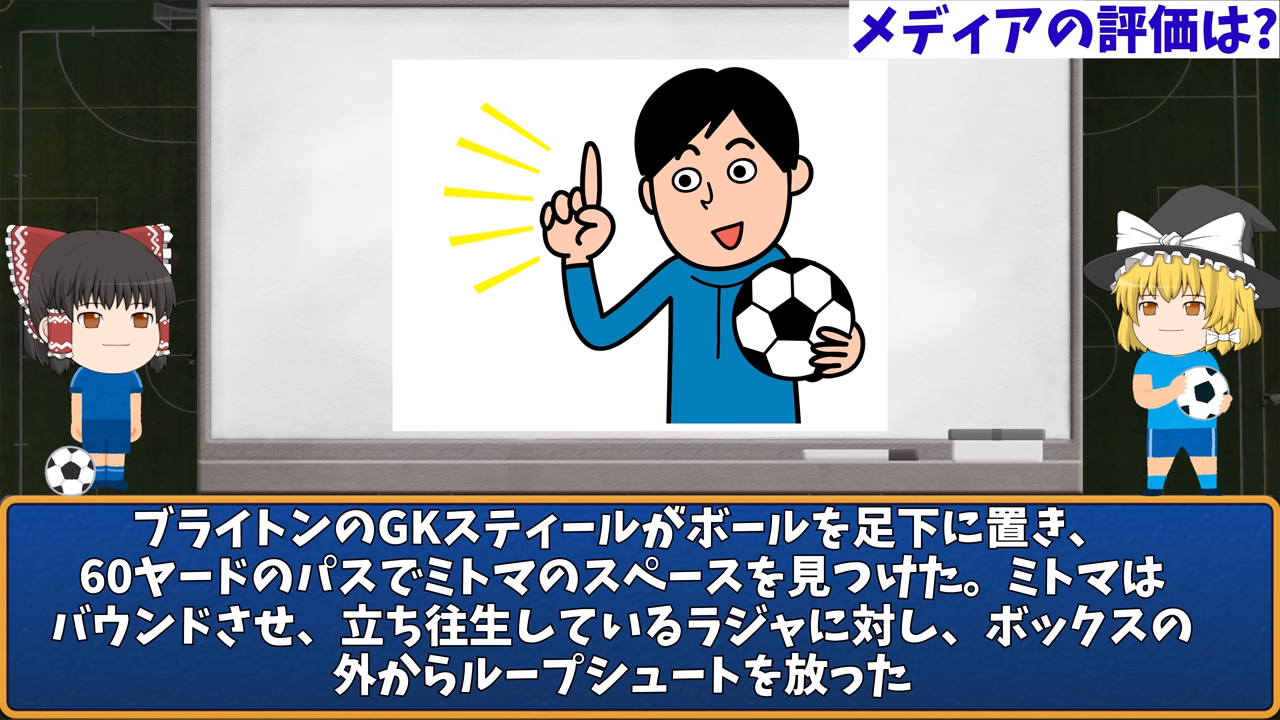 メディアの評価は?
ブライトンのGKスティールがボールを足下に置き、
60ヤードのパスでミトマのスペースを見つけた。ミトマは
バウンドさせ、立ち往生しているラジャに対し、ボックスの
外からループシュートを放った